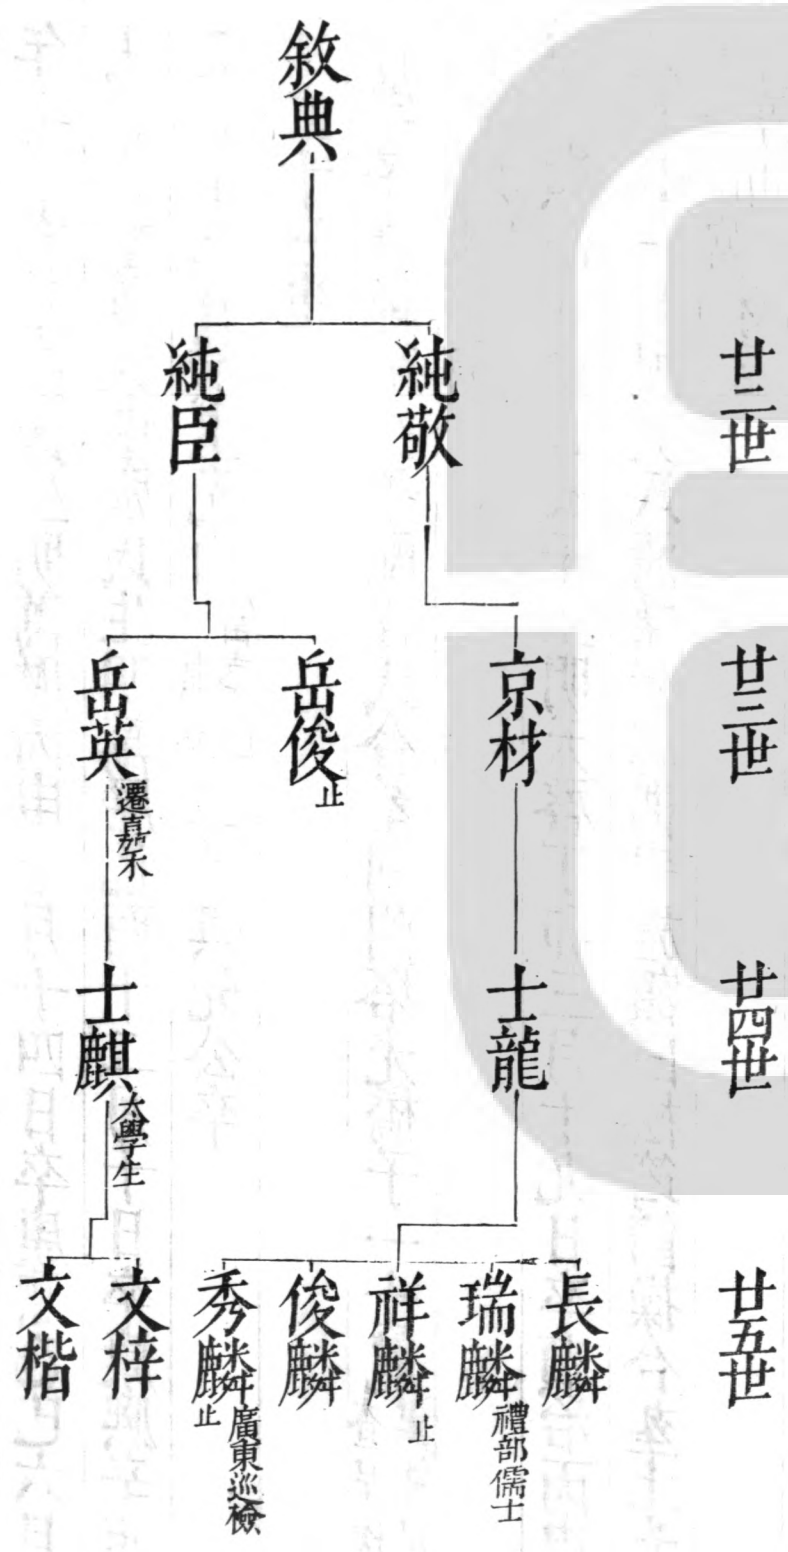 敘典
廿二世
純敬
純臣
廿三世
京材
岳俊止
岳英遷嘉禾
廿四世
士龍
士麒太學生
廿五世
長麟
瑞麟禮部儒士
祥麟止
俊麟
秀麟廣東巡檢止
文梓
文楷